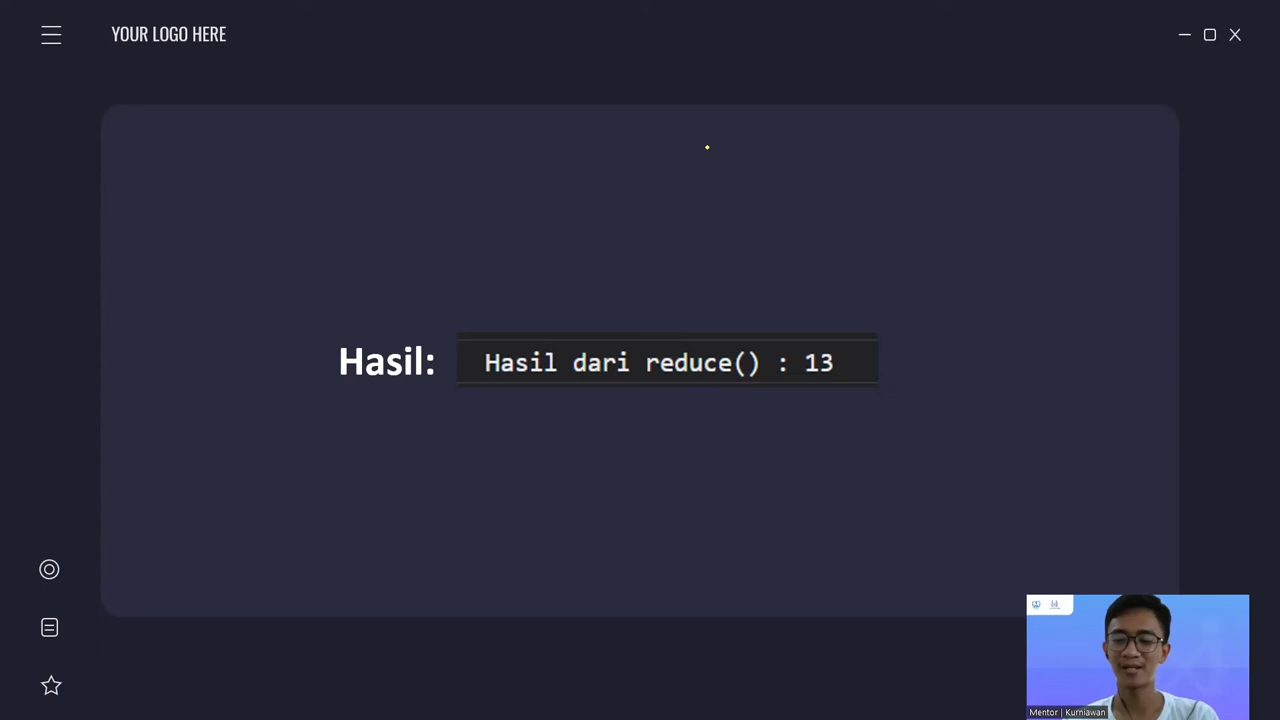 YOUR LOGO HERE
Hasil: Hasil dari reduce() : 13
Mentor | Kurniawan